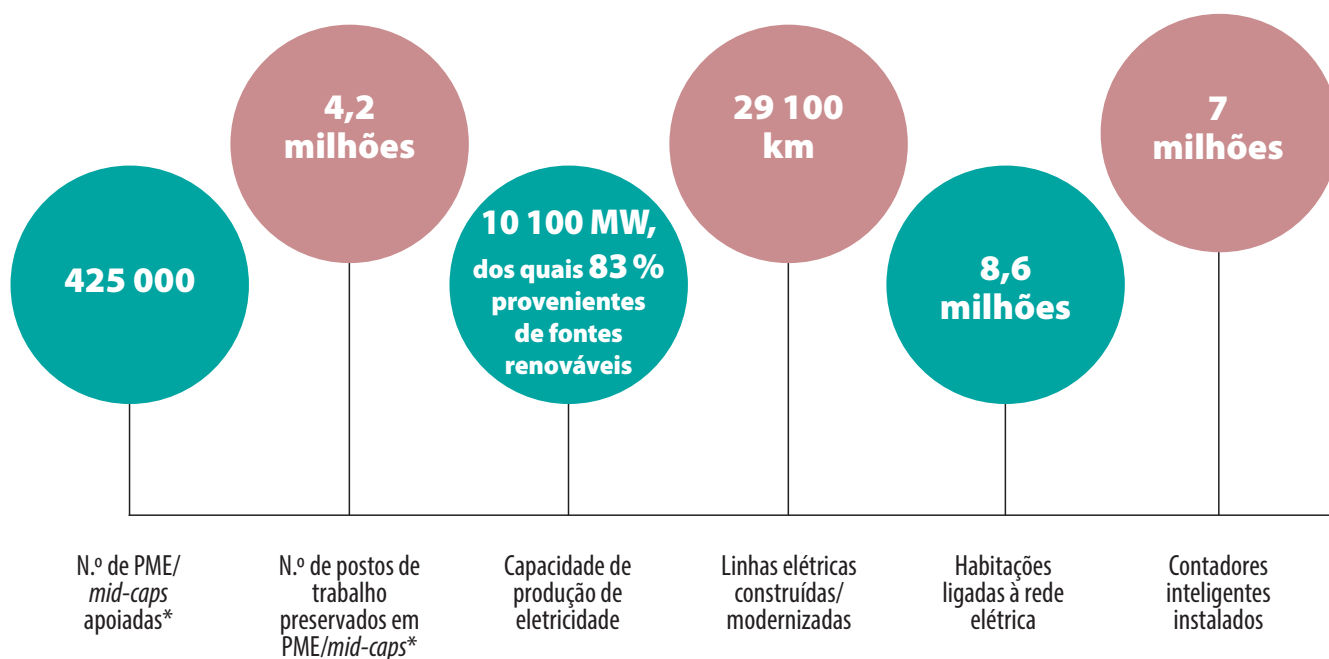 425 000
4,2
milhões
10 100 MW,
dos quais 83 %
provenientes
de fontes
renováveis
29 100
km
8,6
milhões
7
milhões
N.º de PME/
mid-caps
apoiadas*
N.º de postos de
trabalho
preservados em
PME/mid-caps*
Capacidade de
produção de
eletricidade
Linhas elétricas
construídas/
modernizadas
Habitações
ligadas à rede
elétrica
Contadores
inteligentes
instalados